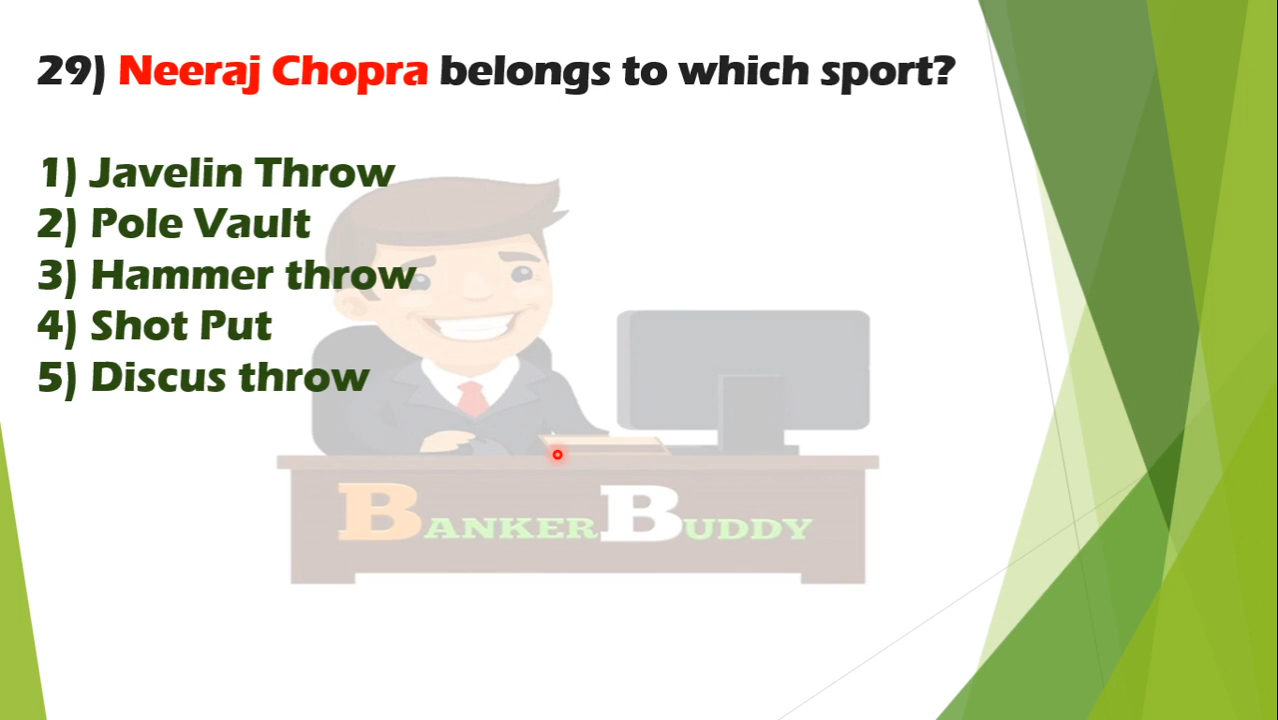 29) Neeraj Chopra belongs to which sport?
1) Javelin Throw
2) Pole Vault
3) Hammer throw
4) Shot Put
5) Discus throw
BANKERBUDDY